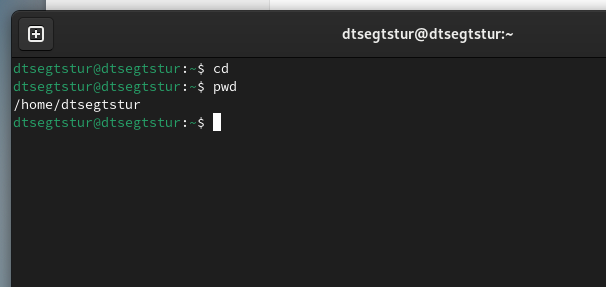 dtsegtstur@dtsegtstur:~
dtsegtstur@dtsegtstur:~$ cd
dtsegtstur@dtsegtstur:~$ pwd
/home/dtsegtstur
dtsegtstur@dtsegtstur:~$